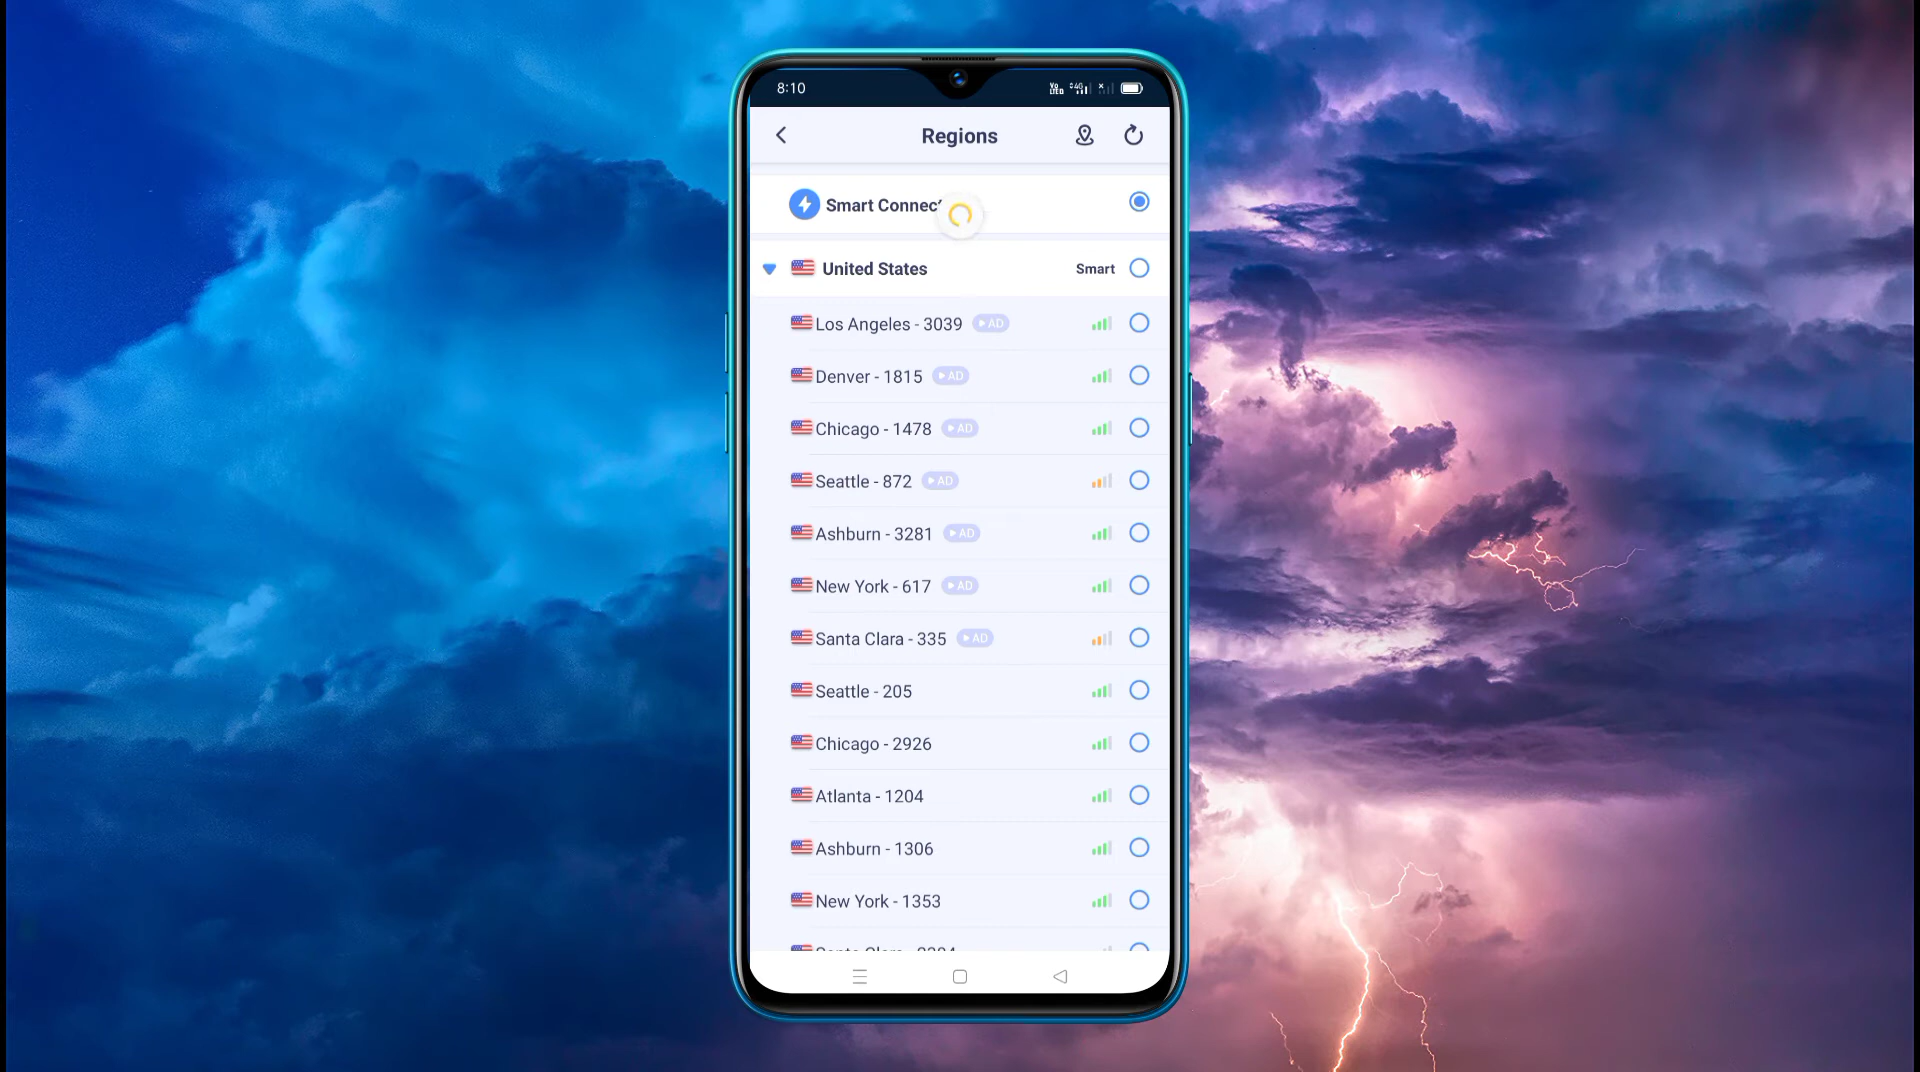 8:10
Regions
Smart Connect
United States Smart
Los Angeles - 3039 AD
Denver - 1815 AD
Chicago - 1478 AD
Seattle - 872 AD
Ashburn - 3281 AD
New York - 617 AD
Santa Clara - 335 AD
Seattle - 205
Chicago - 2926
Atlanta - 1204
Ashburn - 1306
New York - 1353